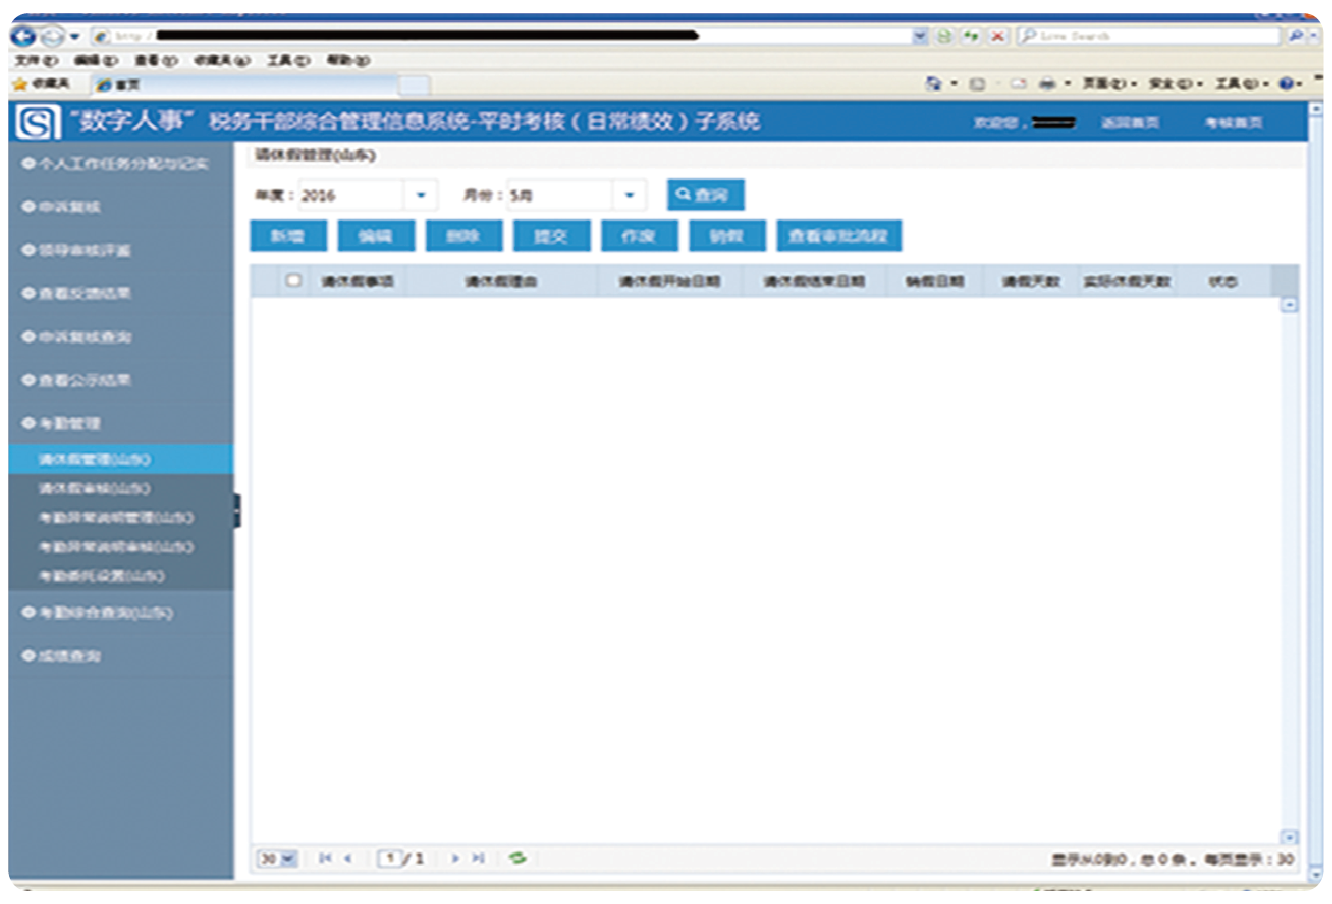 http /
Live Search
文件(F) 编辑(E) 查看(V) 收藏夹(A) 工具(T) 帮助(H)
收藏夹 首页 页面(P) 安全(S) 工具(O)
"数字人事" 税务干部综合管理信息系统-平时考核（日常绩效）子系统
欢迎您， 返回首页 考核首页
个人工作任务分配与记实
申诉复核
领导审核评鉴
查看反馈结果
申诉复核查询
查看公示结果
考勤管理
请休假管理(山东)
请休假审核(山东)
考勤异常说明管理(山东)
考勤异常说明审核(山东)
考勤委托设置(山东)
考勤综合查询(山东)
成绩查询
请休假管理(山东)
年度：2016 月份：5月 查询
新增 编辑 删除 提交 作废 销假 查看审批流程
请休假事项 请休假理由 请休假开始日期 请休假结束日期 销假日期 请假天数 实际休假天数 状态
30 1 / 1
显示从0到0，总 0 条。每页显示：30